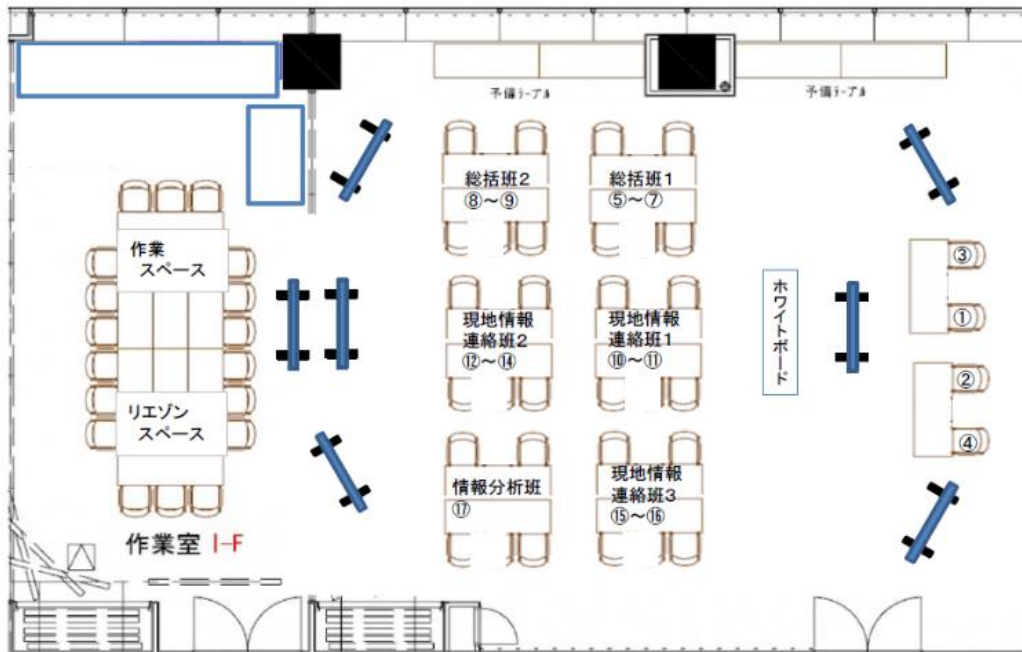 予備テーブル
予備テーブル
総括班2
⑧～⑨
総括班1
⑤～⑦
作業
スペース
現地情報
連絡班2
⑫～⑭
現地情報
連絡班1
⑩～⑪
ホワイトボード
③
①
②
④
リエゾン
スペース
情報分析班
⑰
現地情報
連絡班3
⑮～⑯
作業室 I-F